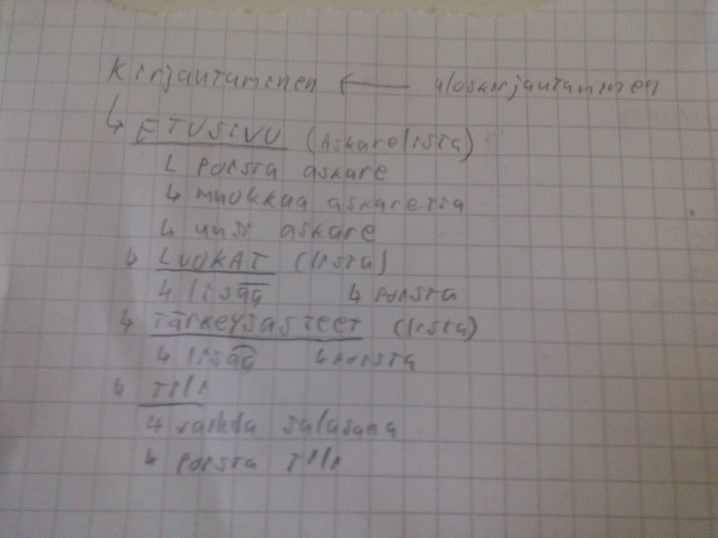 Kirjautuminen ← uloskirjautuminen
↳ ETUSIVU (Askarelista)
↳ Poista askare
↳ muokkaa askaretta
↳ uusi askare
↳ LUOKAT (lista)
↳ lisää ↳ poista
↳ TÄRKEYSASTEET (lista)
↳ lisää ↳ poista
↳ Tili
↳ vaihda salasana
↳ Poista Tili